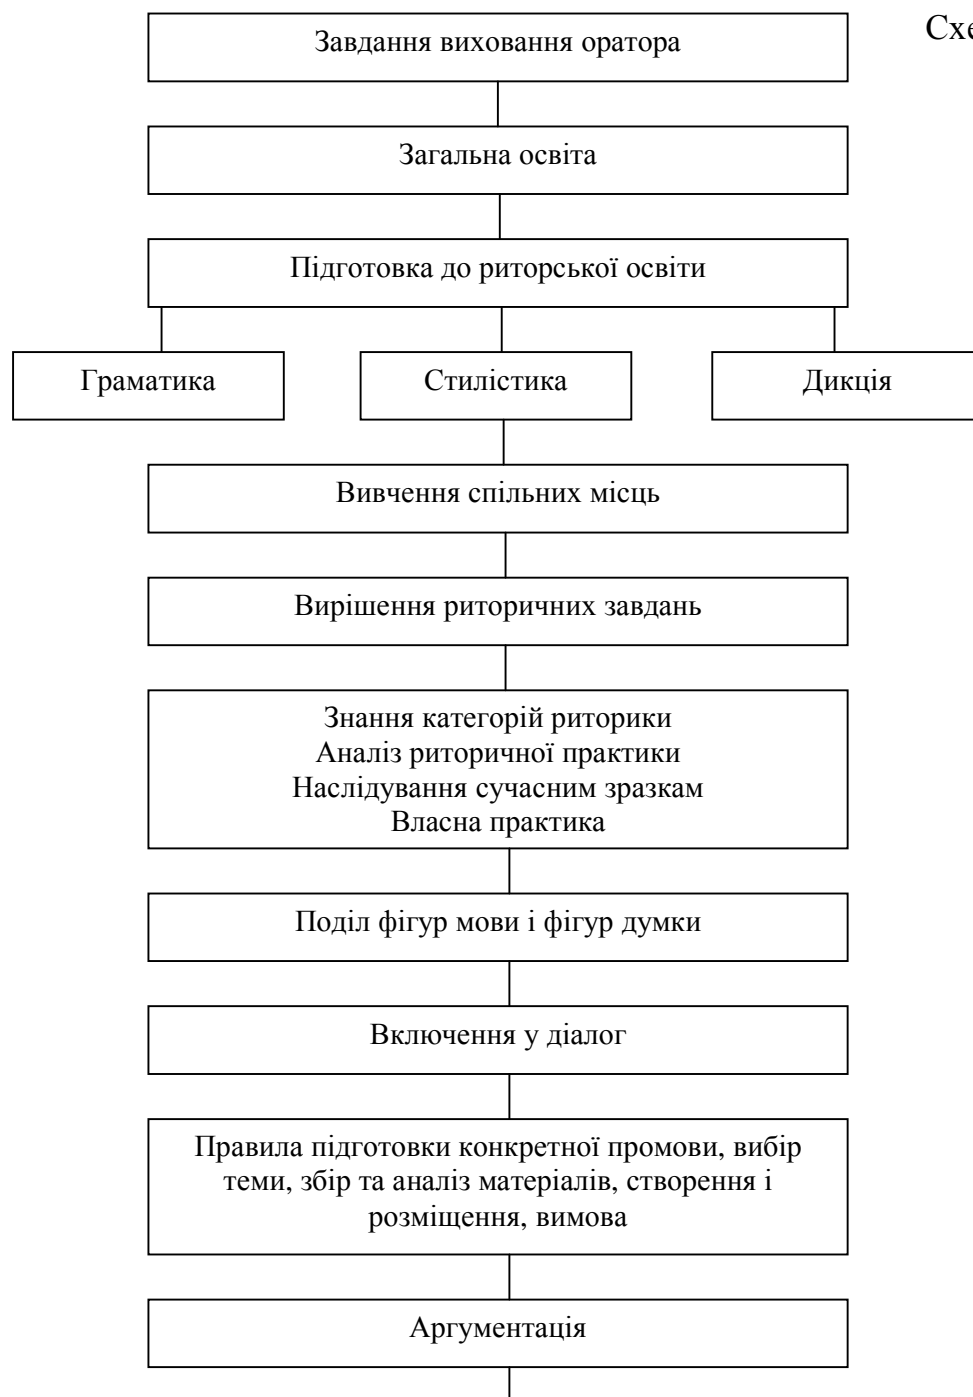 Схе
Завдання виховання оратора
Загальна освіта
Підготовка до риторської освіти
Граматика
Стилістика
Дикція
Вивчення спільних місць
Вирішення риторичних завдань
Знання категорій риторики
Аналіз риторичної практики
Наслідування сучасним зразкам
Власна практика
Поділ фігур мови і фігур думки
Включення у діалог
Правила підготовки конкретної промови, вибір
теми, збір та аналіз матеріалів, створення і
розміщення, вимова
Аргументація